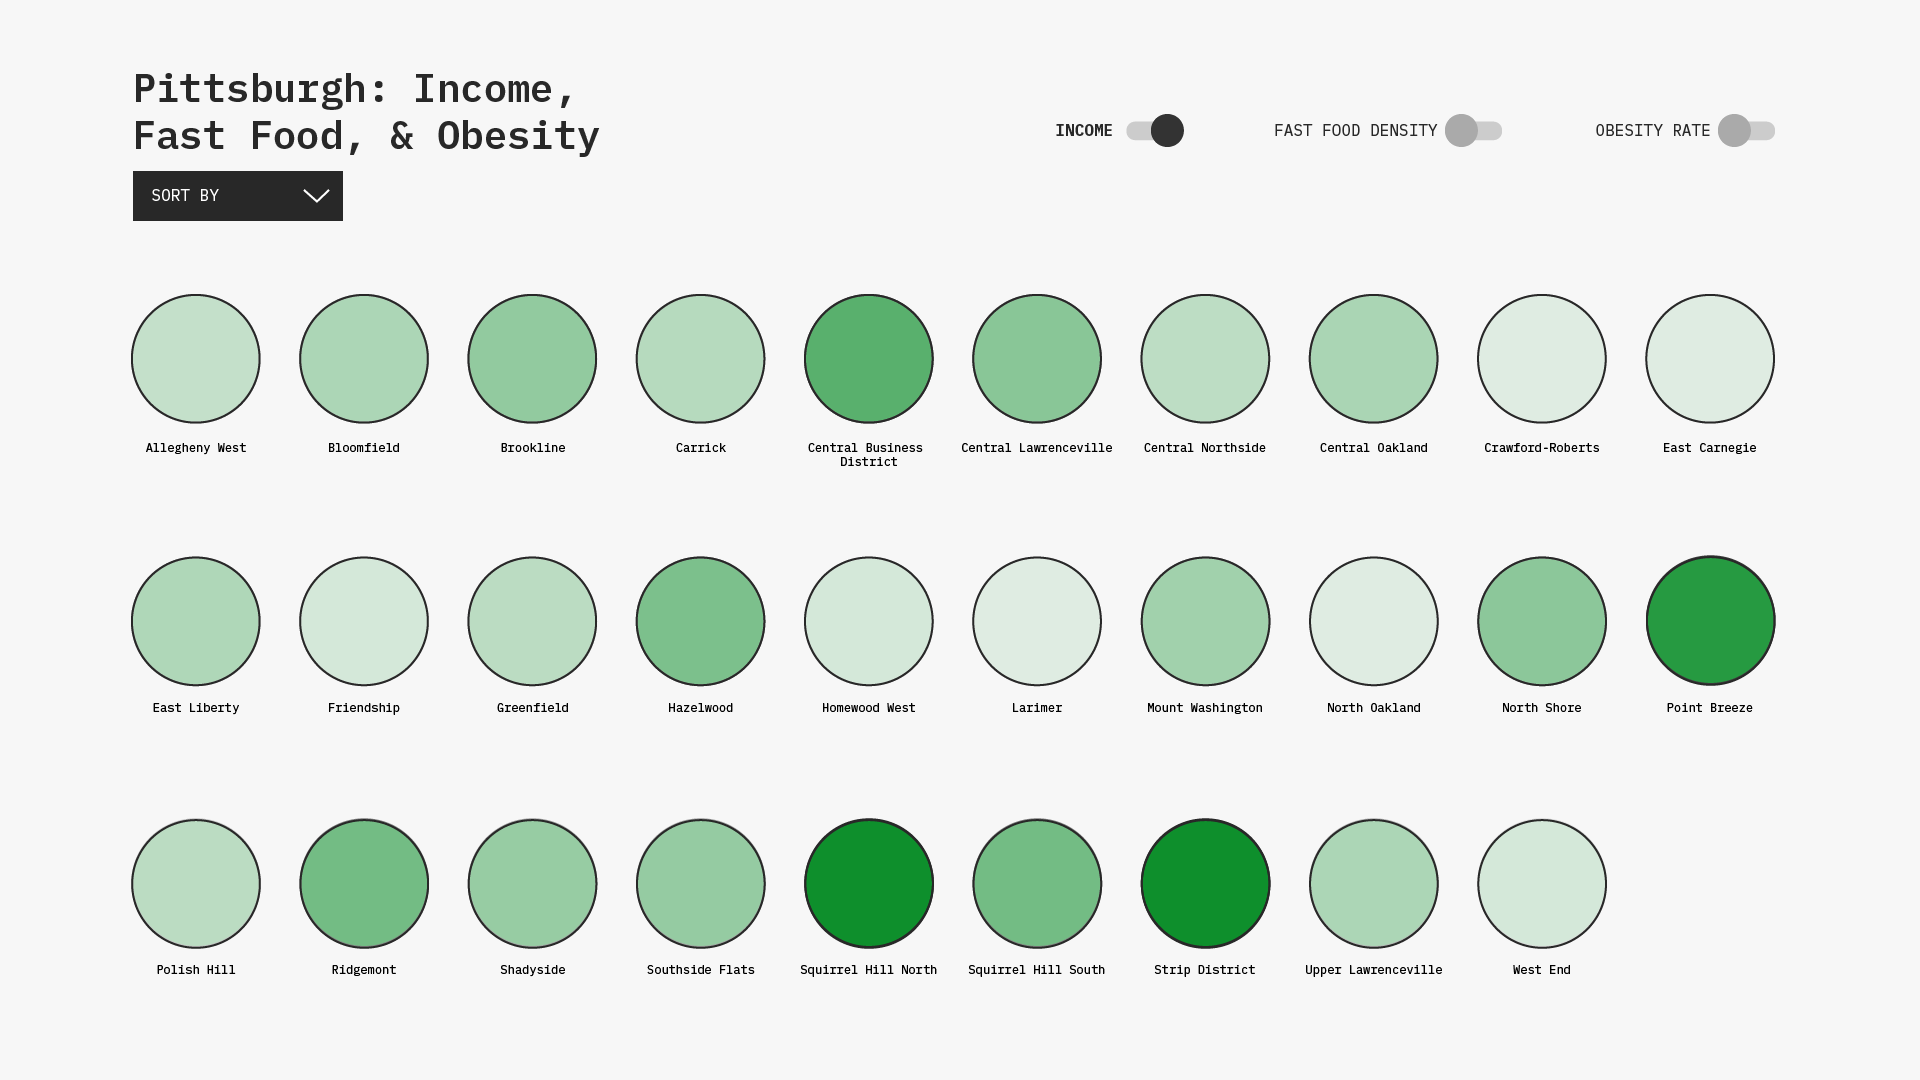 Pittsburgh: Income,
Fast Food, & Obesity
INCOME
FAST FOOD DENSITY
OBESITY RATE
SORT BY
Allegheny West
Bloomfield
Brookline
Carrick
Central Business
District
Central Lawrenceville
Central Northside
Central Oakland
Crawford-Roberts
East Carnegie
East Liberty
Friendship
Greenfield
Hazelwood
Homewood West
Larimer
Mount Washington
North Oakland
North Shore
Point Breeze
Polish Hill
Ridgemont
Shadyside
Southside Flats
Squirrel Hill North
Squirrel Hill South
Strip District
Upper Lawrenceville
West End